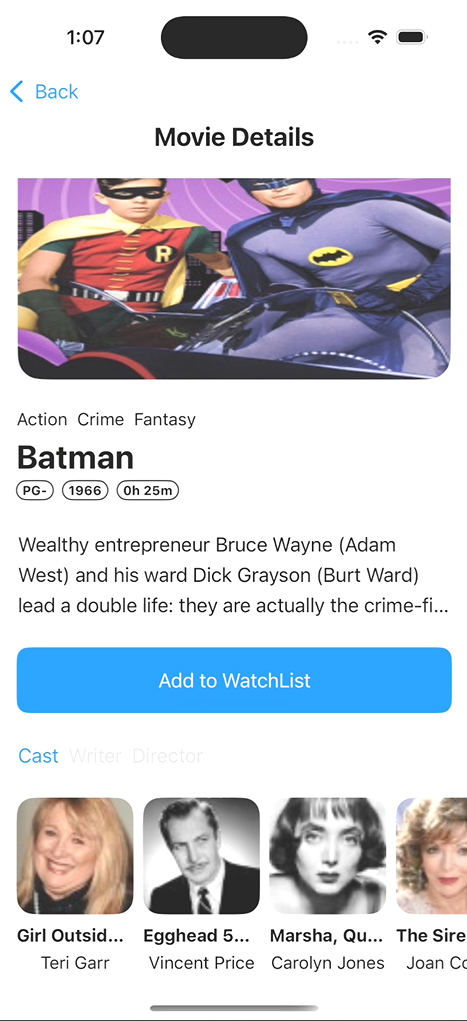 1:07
Back
Movie Details
R
Action Crime Fantasy
Batman
PG- 1966 0h 25m
Wealthy entrepreneur Bruce Wayne (Adam
West) and his ward Dick Grayson (Burt Ward)
lead a double life: they are actually the crime-fi...
Add to WatchList
Cast Writer Director
Girl Outsid... Egghead 5... Marsha, Qu... The Sire
Teri Garr Vincent Price Carolyn Jones Joan Co